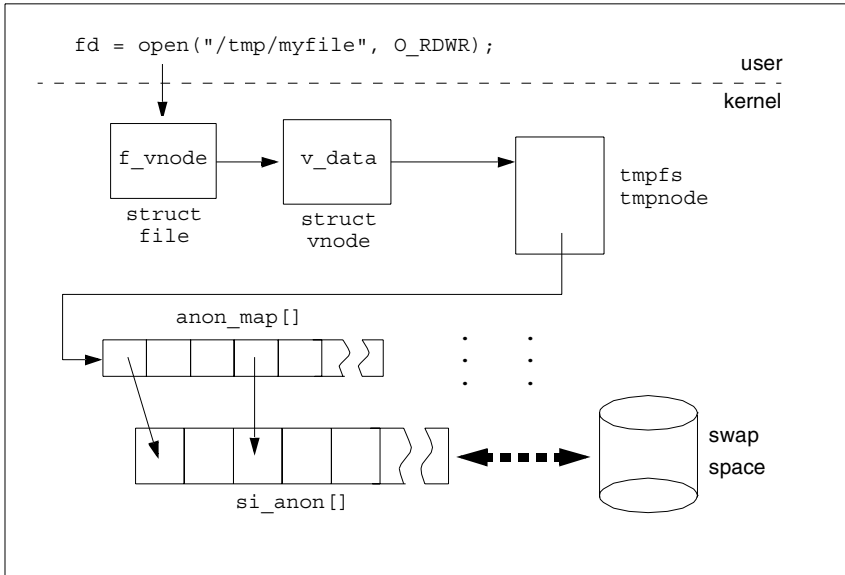 fd = open("/tmp/myfile", O_RDWR);
user
kernel
f_vnode
v_data
struct
file
struct
vnode
tmpfs
tmpnode
anon_map[]
si_anon[]
swap
space